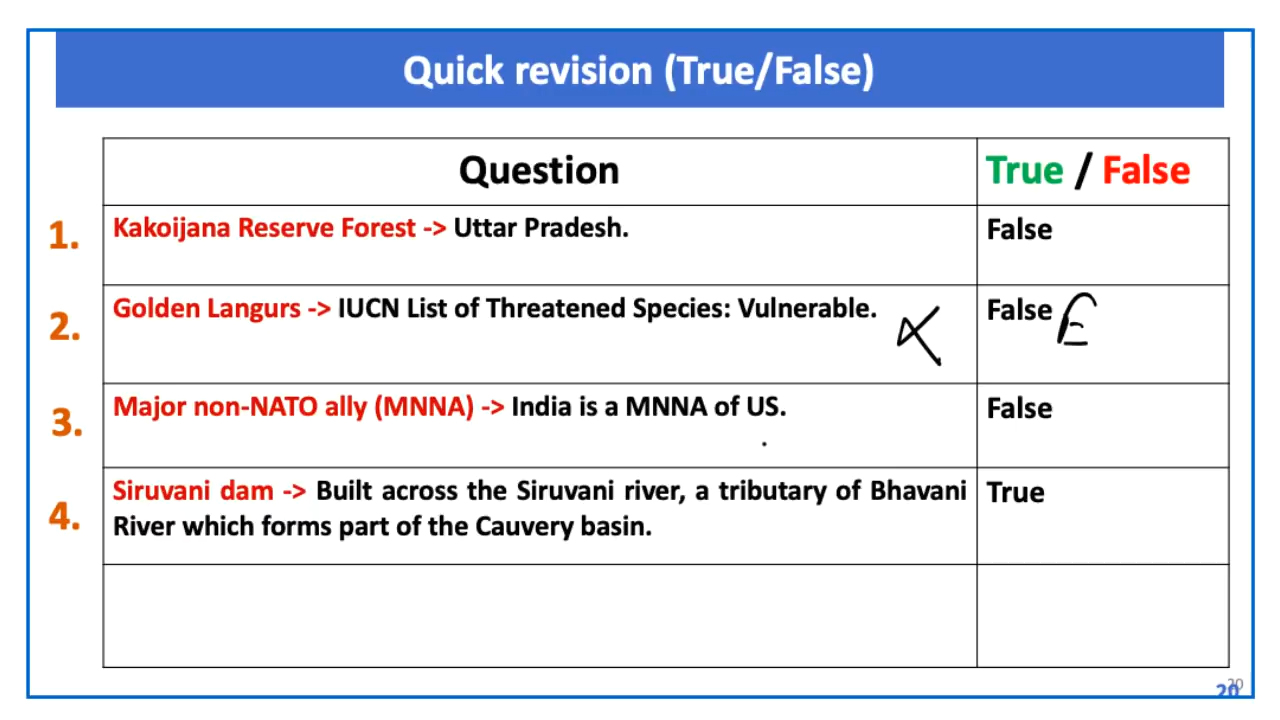 Quick revision (True/False)
Question
True / False
1.
Kakoijana Reserve Forest -> Uttar Pradesh.
False
2.
Golden Langurs -> IUCN List of Threatened Species: Vulnerable.
False
E
3.
Major non-NATO ally (MNNA) -> India is a MNNA of US.
False
4.
Siruvani dam -> Built across the Siruvani river, a tributary of Bhavani
River which forms part of the Cauvery basin.
True
20
20